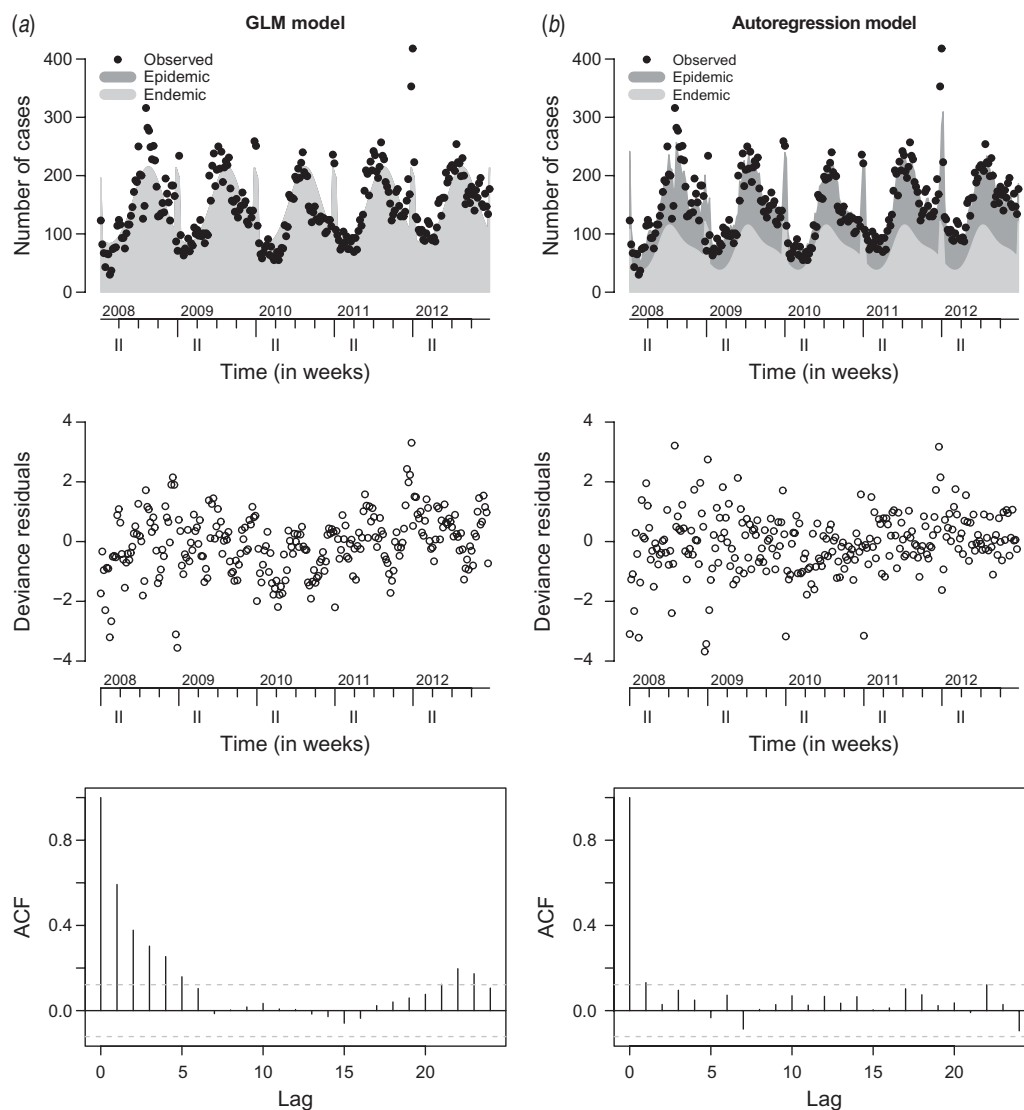 (a)
GLM model
Number of cases
400
300
200
100
0
Observed
Epidemic
Endemic
2008 2009 2010 2011 2012
II II II II II
Time (in weeks)
Deviance residuals
4
2
0
−2
−4
2008 2009 2010 2011 2012
II II II II II
Time (in weeks)
ACF
0.8
0.4
0.0
0 5 10 15 20
Lag
(b)
Autoregression model
Number of cases
400
300
200
100
0
Observed
Epidemic
Endemic
2008 2009 2010 2011 2012
II II II II II
Time (in weeks)
Deviance residuals
4
2
0
−2
−4
2008 2009 2010 2011 2012
II II II II II
Time (in weeks)
ACF
0.8
0.4
0.0
0 5 10 15 20
Lag